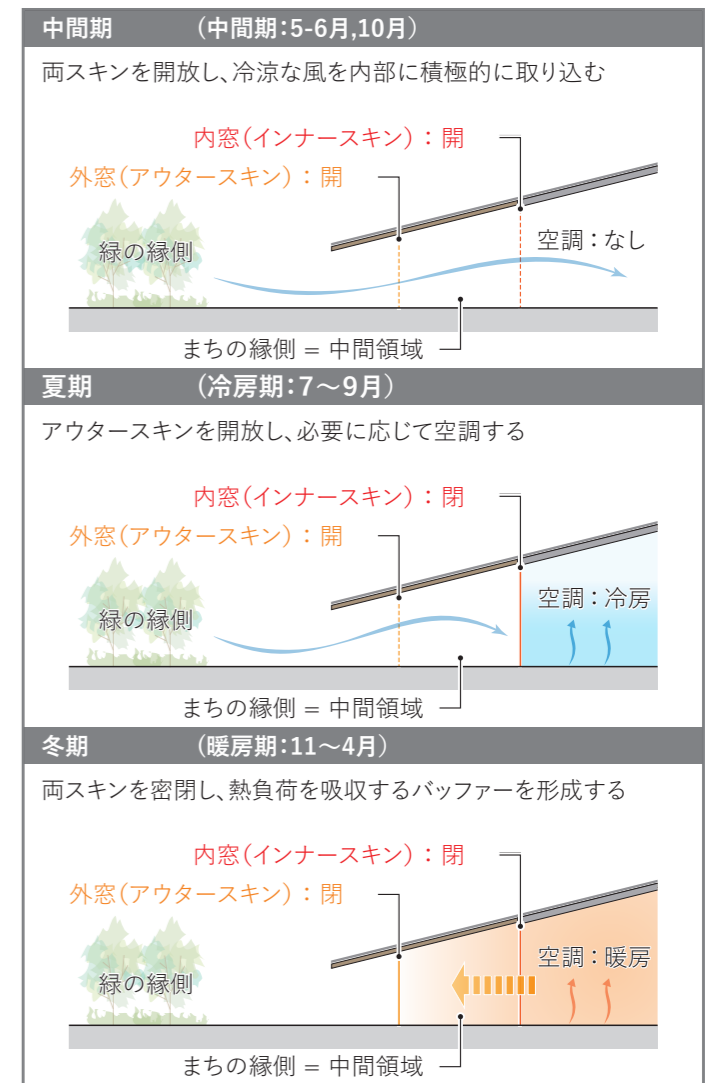 中間期 (中間期:5-6月,10月)
両スキンを開放し、冷涼な風を内部に積極的に取り込む
内窓(インナースキン):開
外窓(アウタースキン):開
緑の縁側
空調:なし
まちの縁側 = 中間領域
夏期 (冷房期:7〜9月)
アウタースキンを開放し、必要に応じて空調する
内窓(インナースキン):閉
外窓(アウタースキン):開
空調:冷房
緑の縁側
まちの縁側 = 中間領域
冬期 (暖房期:11〜4月)
両スキンを密閉し、熱負荷を吸収するバッファーを形成する
内窓(インナースキン):閉
外窓(アウタースキン):閉
空調:暖房
緑の縁側
まちの縁側 = 中間領域